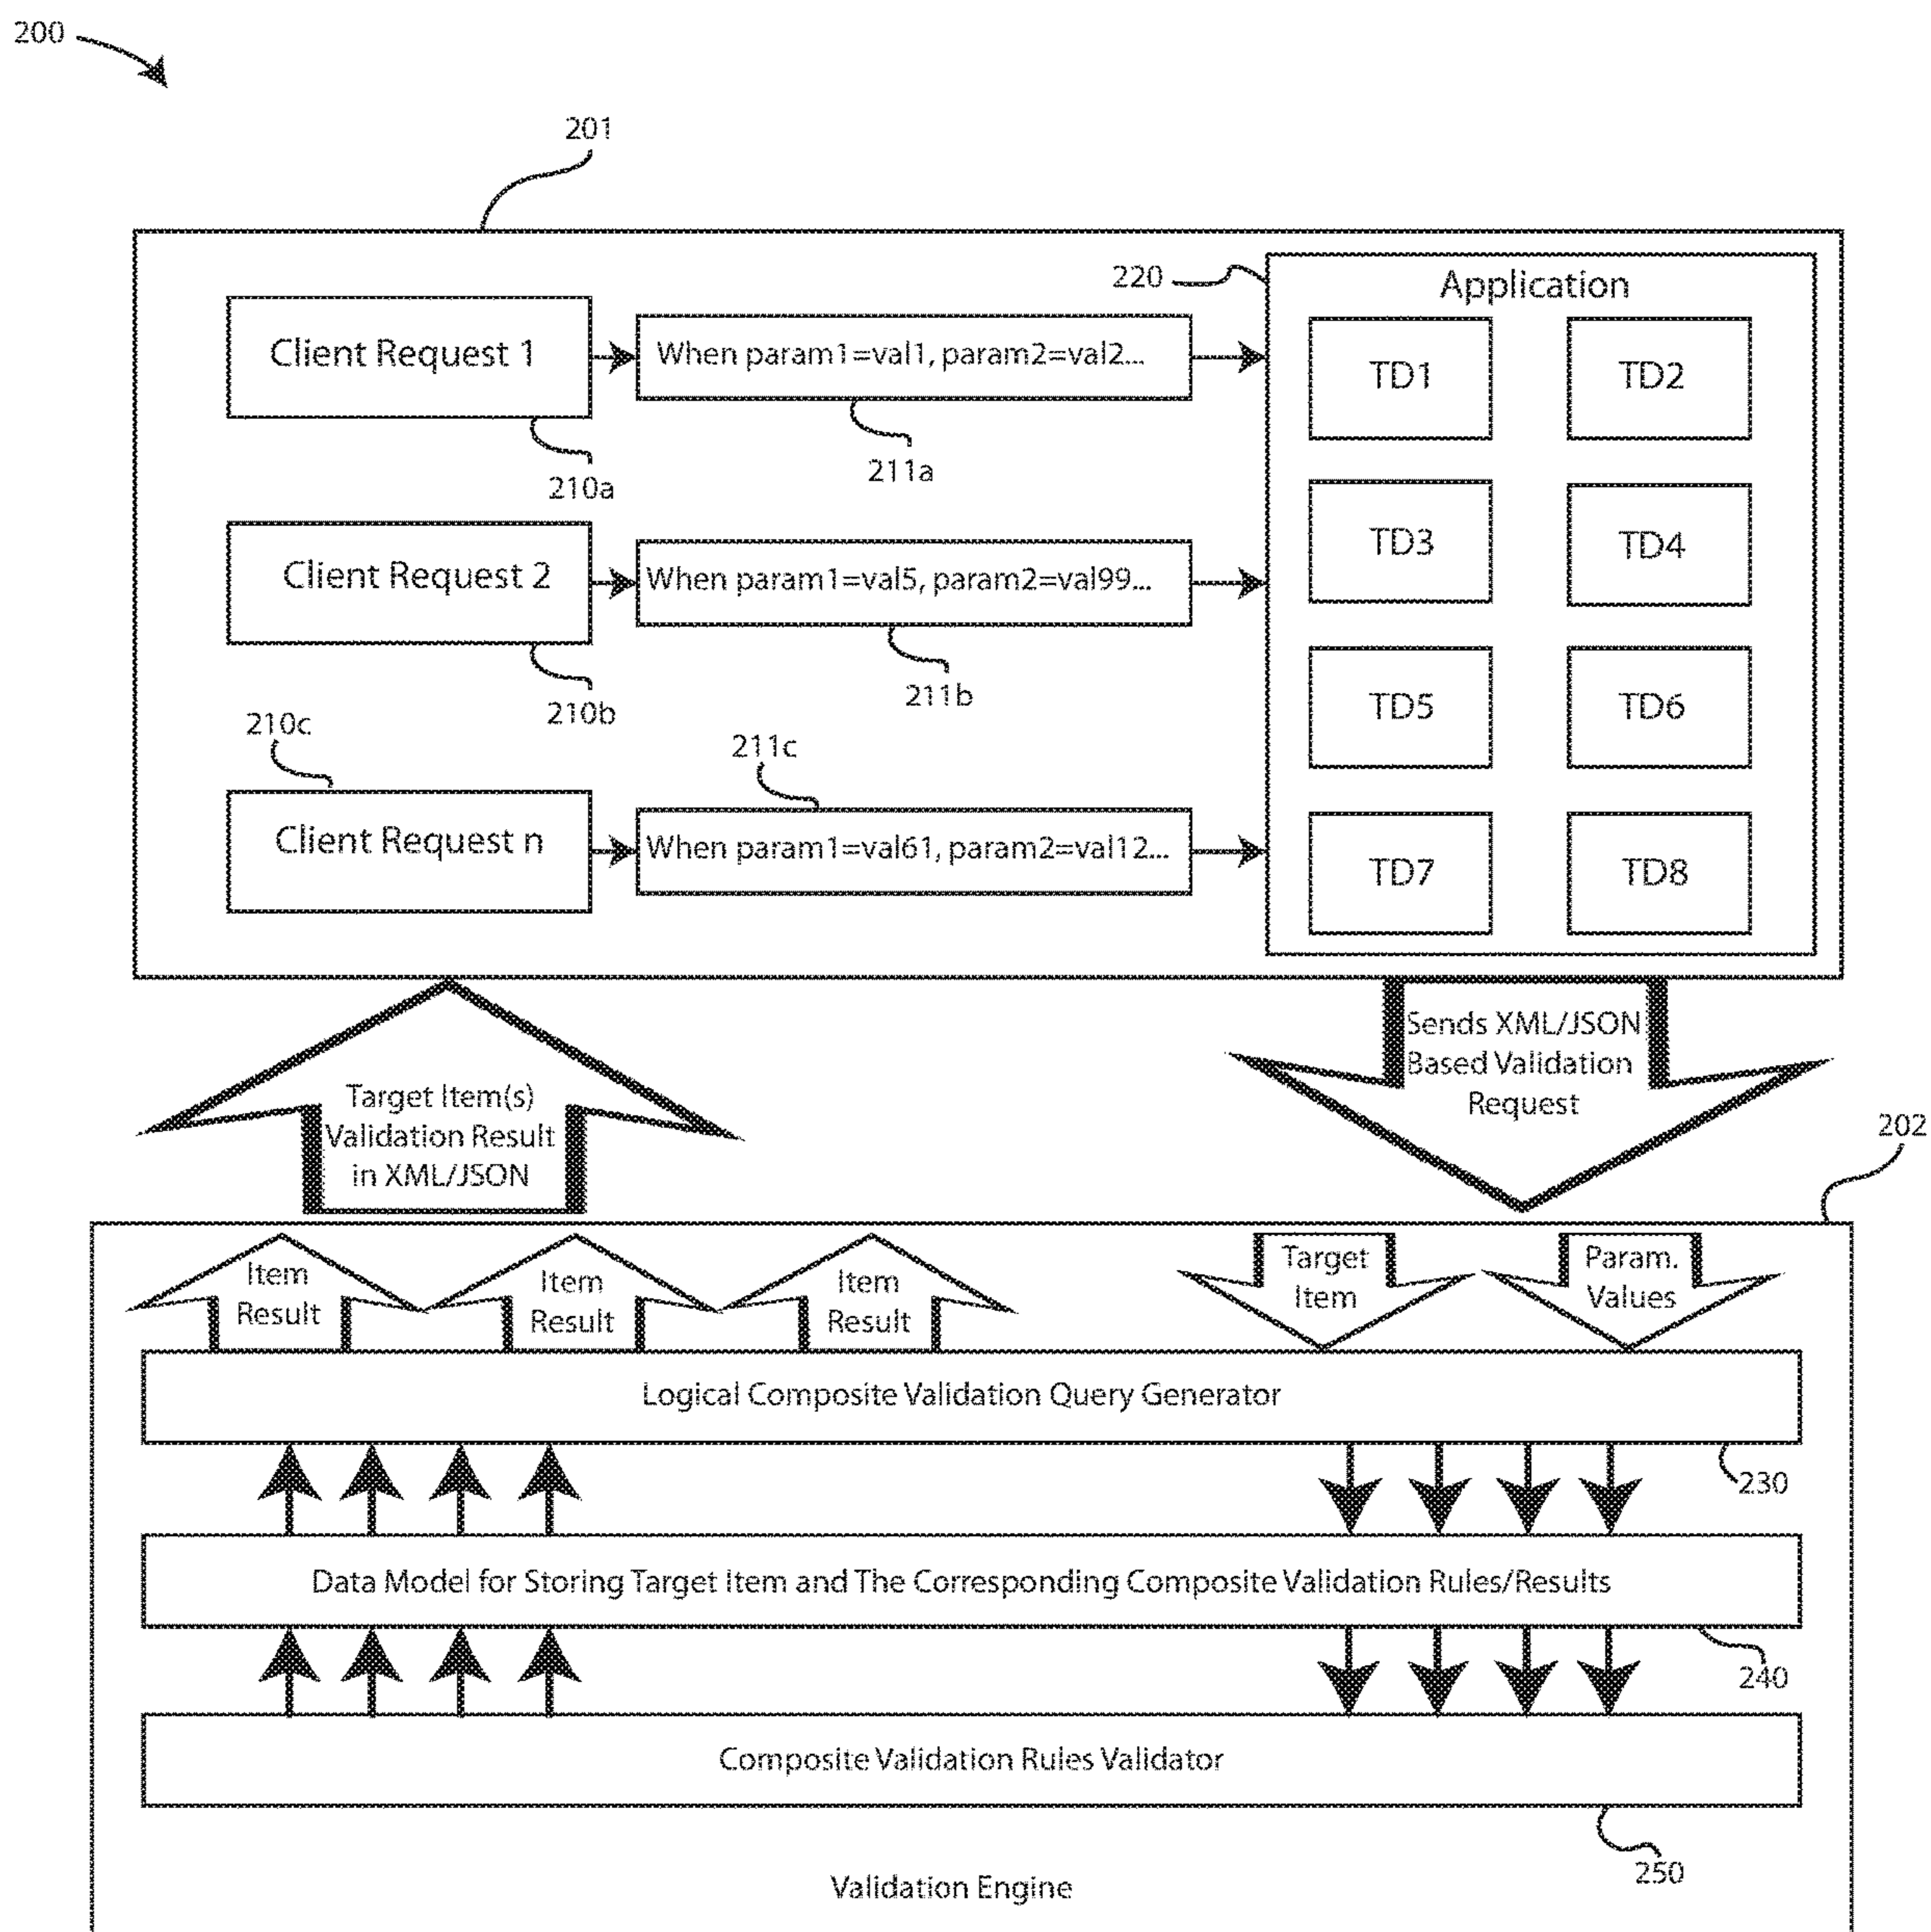 200
201
220
Application
Client Request 1
When param1=val1, param2=val2...
TD1
TD2
210a
211a
Client Request 2
When param1=val5, param2=val99...
TD3
TD4
210b
211b
210c
211c
TD5
TD6
Client Request n
When param1=val61, param2=val12...
TD7
TD8
Target Item(s)
Validation Result
in XML/JSON
Sends XML/JSON
Based Validation
Request
202
Item
Result
Item
Result
Item
Result
Target
Item
Param.
Values
Logical Composite Validation Query Generator
230
Data Model for Storing Target Item and The Corresponding Composite Validation Rules/Results
240
Composite Validation Rules Validator
250
Validation Engine